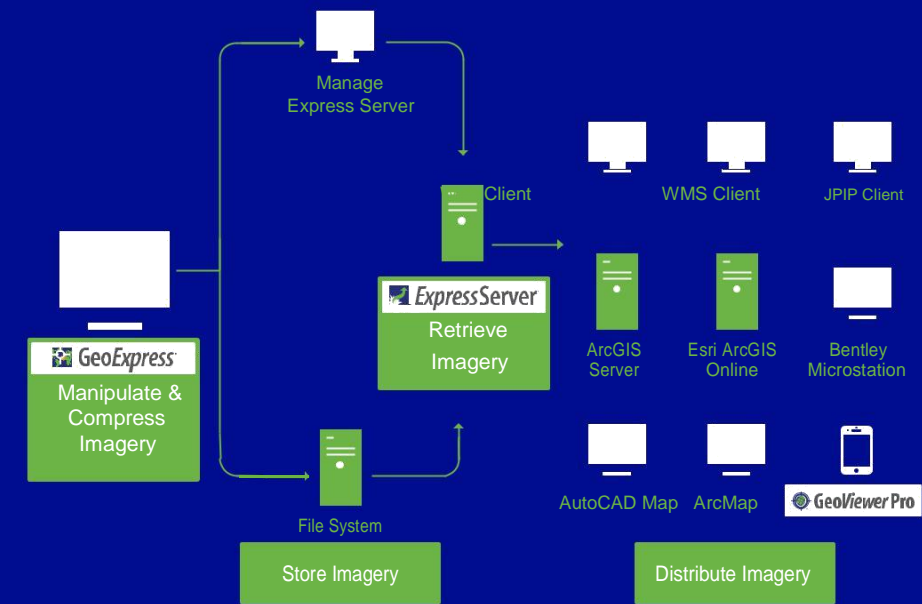 Manage
Express Server
Client
WMS Client
JPIP Client
ExpressServer
Retrieve
Imagery
GeoExpress
Manipulate &
Compress
Imagery
ArcGIS
Server
Esri ArcGIS
Online
Bentley
Microstation
File System
AutoCAD Map
ArcMap
GeoViewer Pro
Store Imagery
Distribute Imagery